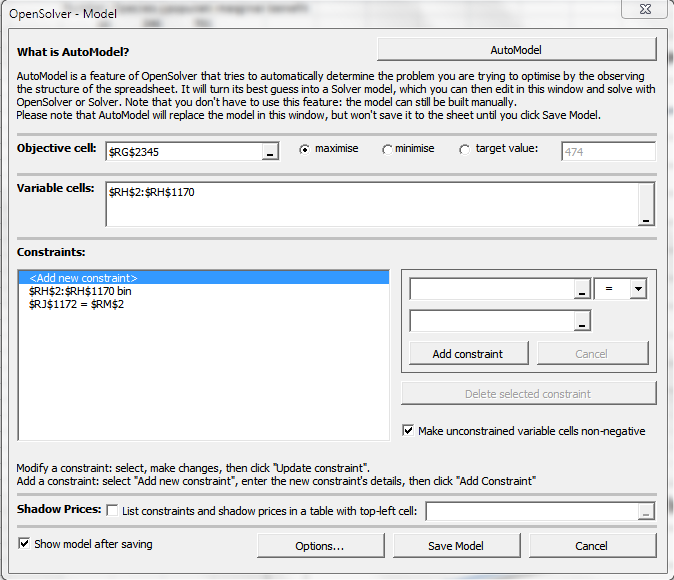 OpenSolver - Model
What is AutoModel?
AutoModel
AutoModel is a feature of OpenSolver that tries to automatically determine the problem you are trying to optimise by the observing
the structure of the spreadsheet. It will turn its best guess into a Solver model, which you can then edit in this window and solve with
OpenSolver or Solver. Note that you don't have to use this feature: the model can still be built manually.
Please note that AutoModel will replace the model in this window, but won't save it to the sheet until you click Save Model.
Objective cell: $RG$2345 _ maximise minimise target value: 474
Variable cells: $RH$2:$RH$1170
_
Constraints:
<Add new constraint>
$RH$2:$RH$1170 bin
$RJ$1172 = $RM$2
_ =
_
Add constraint Cancel
Delete selected constraint
Make unconstrained variable cells non-negative
Modify a constraint: select, make changes, then click "Update constraint".
Add a constraint: select "Add new constraint", enter the new constraint's details, then click "Add Constraint"
Shadow Prices: List constraints and shadow prices in a table with top-left cell: _
Show model after saving Options... Save Model Cancel